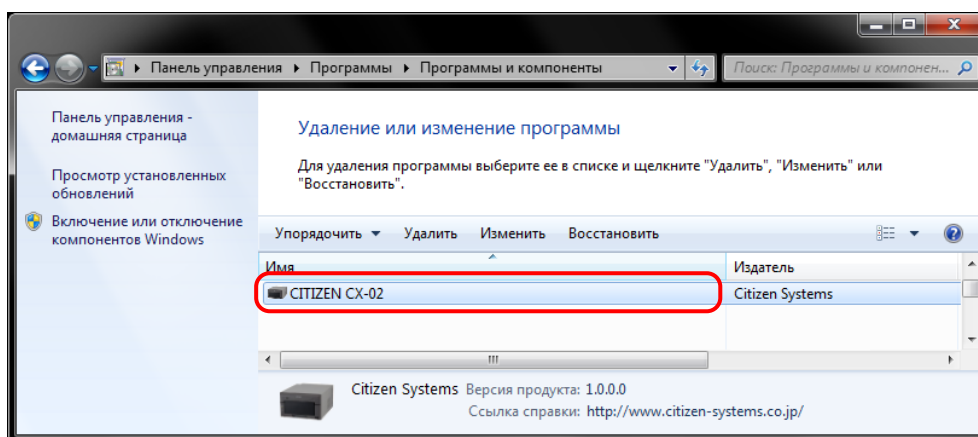 Панель управле ния ▸ Программы ▸ Программы и компоненты
Поиск: Программы и компонен...
Панель управления -
домашняя страница
Просмотр установленных
обновлений
Включение или отключение
компонентов Windows
Удаление или изменение программы
Для удаления программы выберите ее в списке и щелкните "Удалить", "Изменить" или
"Восстановить".
Упорядочить Удалить Изменить Восстановить
Имя Издатель
CITIZEN CX-02 Citizen Systems
Citizen Systems Версия продукта: 1.0.0.0
Ссылка справки: http://www.citizen-systems.co.jp/